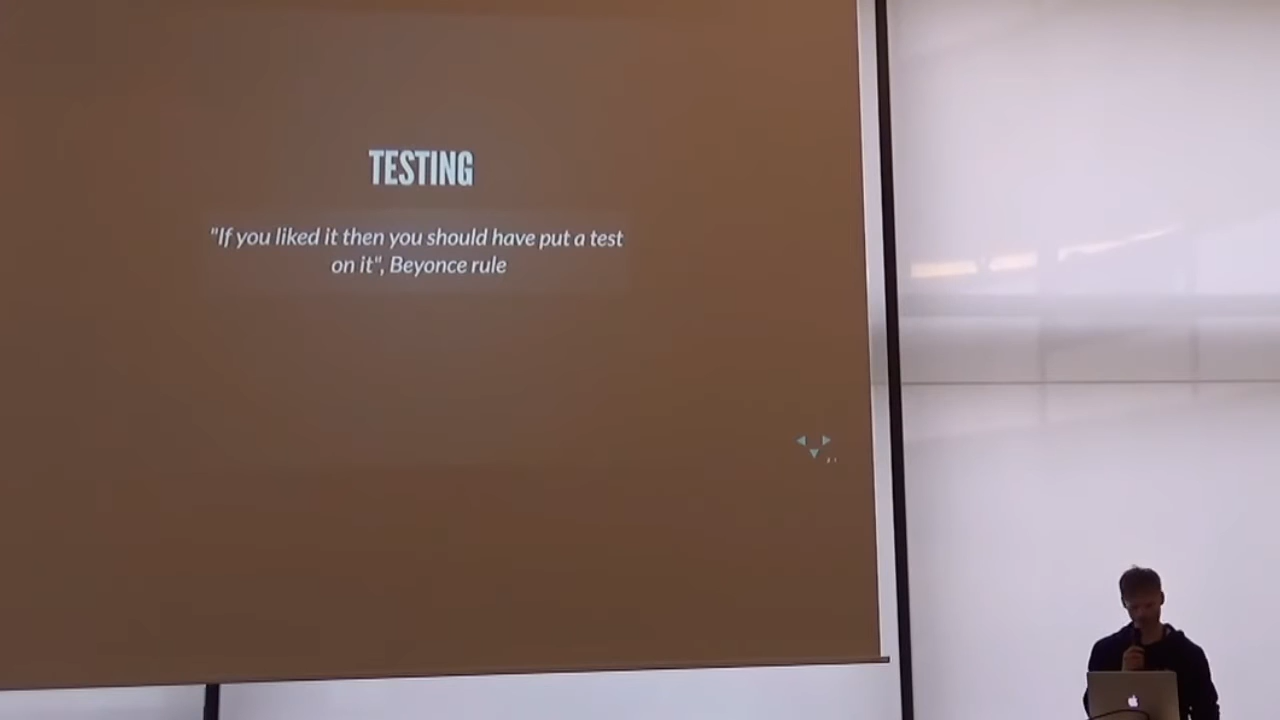 TESTING
"If you liked it then you should have put a test
on it", Beyonce rule